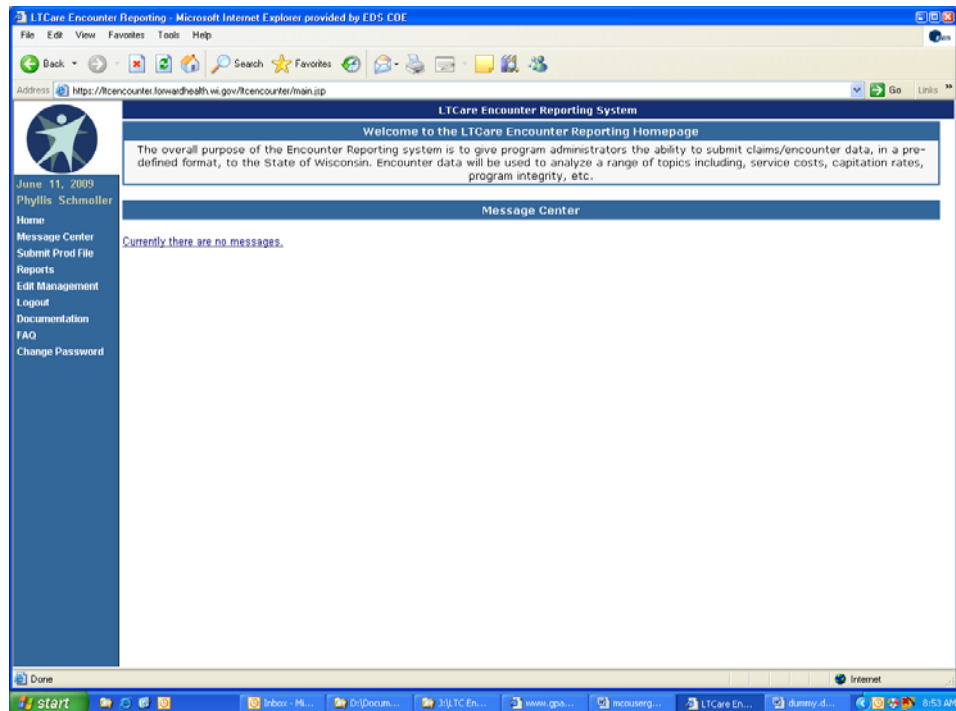 LTCare Encounter Reporting - Microsoft Internet Explorer provided by EDS COE
File Edit View Favorites Tools Help
Back Search Favorites
Address https://ltcencounter.forwardhealth.wi.gov/ltcencounter/main.jsp Go Links »
LTCare Encounter Reporting System
Welcome to the LTCare Encounter Reporting Homepage
The overall purpose of the Encounter Reporting system is to give program administrators the ability to submit claims/encounter data, in a pre-
defined format, to the State of Wisconsin. Encounter data will be used to analyze a range of topics including, service costs, capitation rates,
program integrity, etc.
June 11, 2009
Phyllis Schmoller
Message Center
Home
Message Center
Submit Prod File
Reports
Edit Management
Logout
Documentation
FAQ
Change Password
Currently there are no messages.
Done Internet
start Inbox - Mi... D:\Docum... J:\LTC En... www.gpa... mcouserg... LTCare En... dummy.d... 8:53 AM